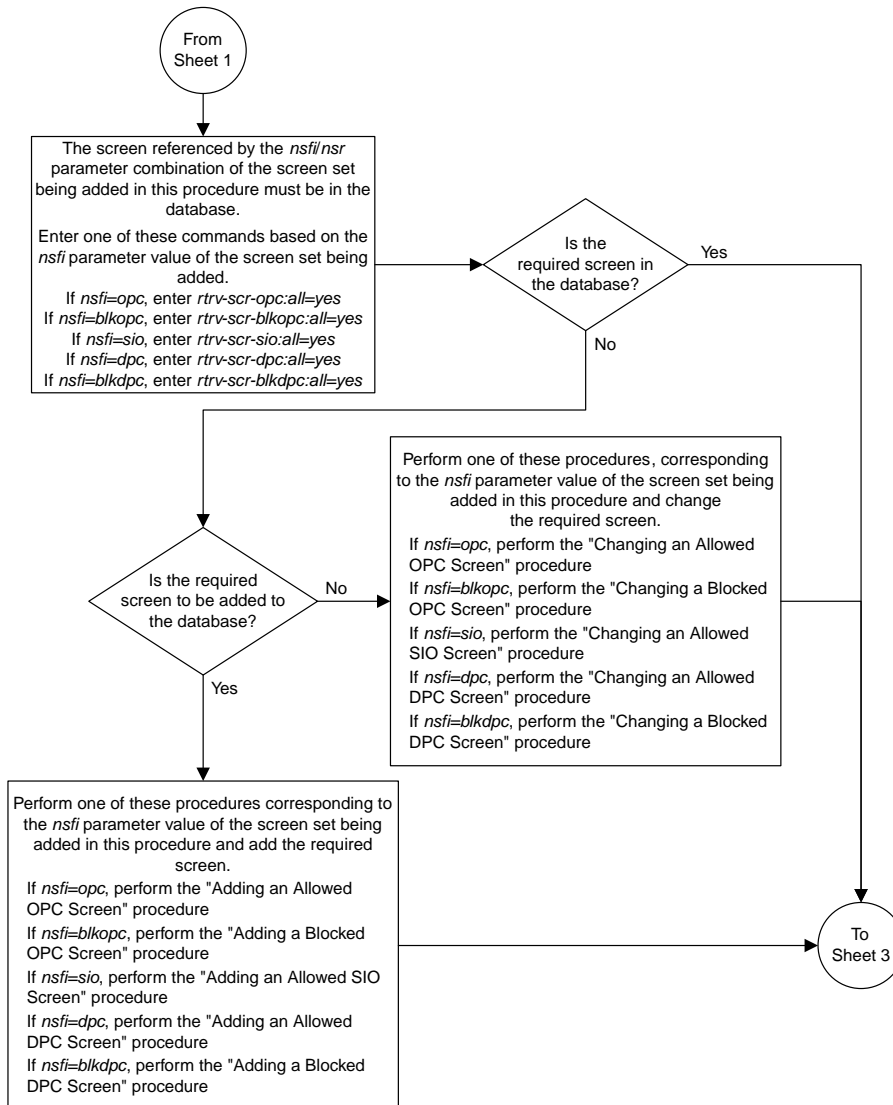 From
Sheet 1
The screen referenced by the nsfi/nsr
parameter combination of the screen set
being added in this procedure must be in the
database.
Enter one of these commands based on the
nsfi parameter value of the screen set being
added.
If nsfi=opc, enter rtrv-scr-opc:all=yes
If nsfi=blkopc, enter rtrv-scr-blkopc:all=yes
If nsfi=sio, enter rtrv-scr-sio:all=yes
If nsfi=dpc, enter rtrv-scr-dpc:all=yes
If nsfi=blkdpc, enter rtrv-scr-blkdpc:all=yes
Is the
required screen in
the database?
Yes
No
Is the required
screen to be added to
the database?
No
Yes
Perform one of these procedures, corresponding
to the nsfi parameter value of the screen set being
added in this procedure and change
the required screen.
If nsfi=opc, perform the "Changing an Allowed
OPC Screen" procedure
If nsfi=blkopc, perform the "Changing a Blocked
OPC Screen" procedure
If nsfi=sio, perform the "Changing an Allowed
SIO Screen" procedure
If nsfi=dpc, perform the "Changing an Allowed
DPC Screen" procedure
If nsfi=blkdpc, perform the "Changing a Blocked
DPC Screen" procedure
Perform one of these procedures corresponding to
the nsfi parameter value of the screen set being
added in this procedure and add the required
screen.
If nsfi=opc, perform the "Adding an Allowed
OPC Screen" procedure
If nsfi=blkopc, perform the "Adding a Blocked
OPC Screen" procedure
If nsfi=sio, perform the "Adding an Allowed SIO
Screen" procedure
If nsfi=dpc, perform the "Adding an Allowed
DPC Screen" procedure
If nsfi=blkdpc, perform the "Adding a Blocked
DPC Screen" procedure
To
Sheet 3